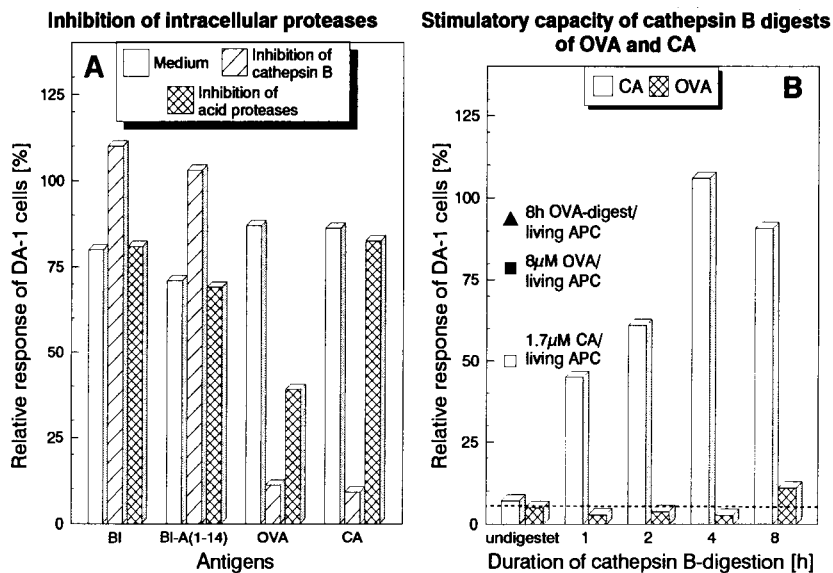 Inhibition of intracellular proteases
A
Medium
Inhibition of
cathepsin B
Inhibition of
acid proteases
Relative response of DA-1 cells [%]
125
100
75
50
25
0
BI
BI-A(1-14)
OVA
CA
Antigens
Stimulatory capacity of cathepsin B digests
of OVA and CA
CA
OVA
B
Relative response of DA-1 cells [%]
125
100
75
50
25
0
8h OVA-digest/
living APC
8µM OVA/
living APC
1.7µM CA/
living APC
undigestet
1
2
4
8
Duration of cathepsin B-digestion [h]